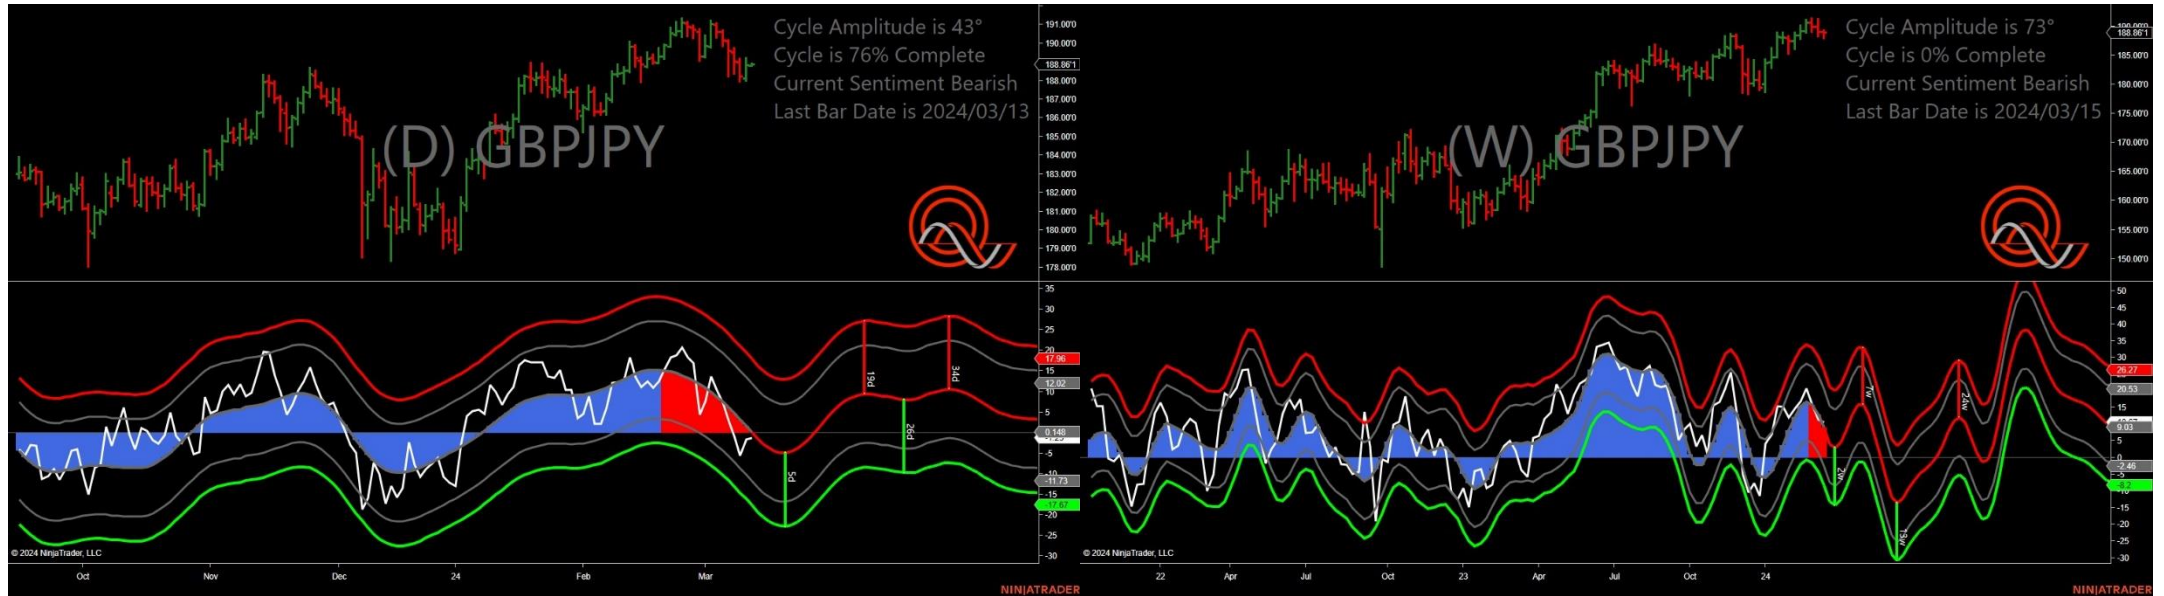 Cycle Amplitude is 43°
Cycle is 76% Complete
Current Sentiment Bearish
Last Bar Date is 2024/03/13
(D) GBPJPY
191.00'0
190.00'0
188.86'1
188.00'0
187.00'0
186.00'0
185.00'0
184.00'0
183.00'0
182.00'0
181.00'0
180.00'0
179.00'0
178.00'0
35
30
25
20
17.96
15
12.02
10
5
0.148
-5
-10
-11.73
-15
-17.67
-20
-25
-30
5d
19d
26d
34d
© 2024 NinjaTrader, LLC
Oct Nov Dec 24 Feb Mar
NINJATRADER
Cycle Amplitude is 73°
Cycle is 0% Complete
Current Sentiment Bearish
Last Bar Date is 2024/03/15
(W) GBPJPY
188.86'1
185.00'0
180.00'0
175.00'0
170.00'0
165.00'0
160.00'0
155.00'0
150.00'0
50
45
40
35
30
26.27
20.53
15
9.03
5
0
-2.46
-8.2
-15
-20
-25
-30
2w
7w
13w
24w
© 2024 NinjaTrader, LLC
22 Apr Jul Oct 23 Apr Jul Oct 24
NINJATRADER